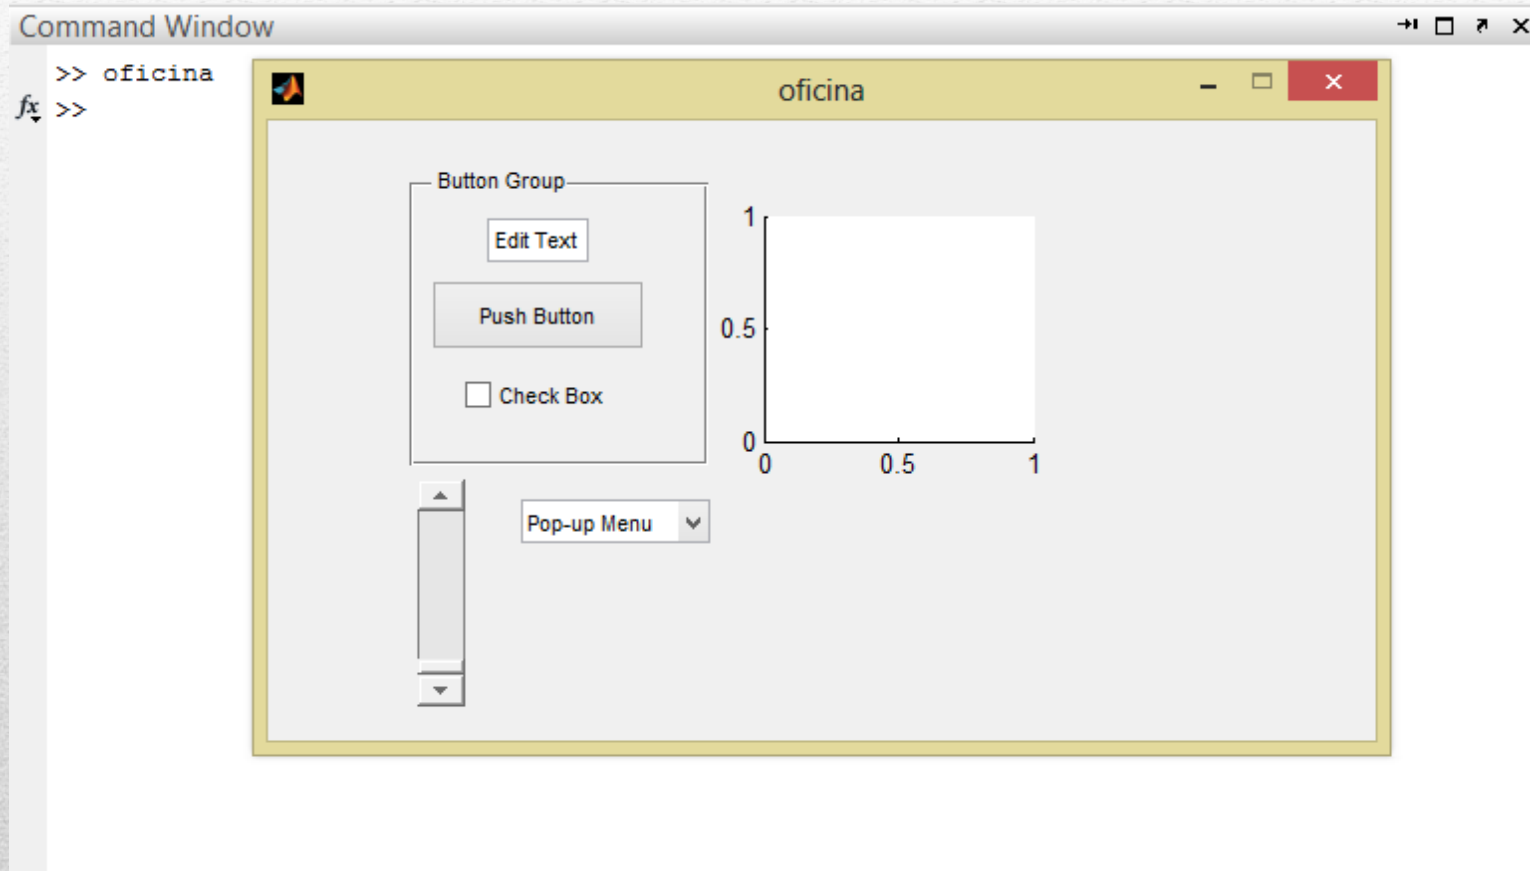 Command Window
>> oficina
fx >>
oficina
Button Group
Edit Text
Push Button
Check Box
Pop-up Menu
1
0.5
0
0 0.5 1